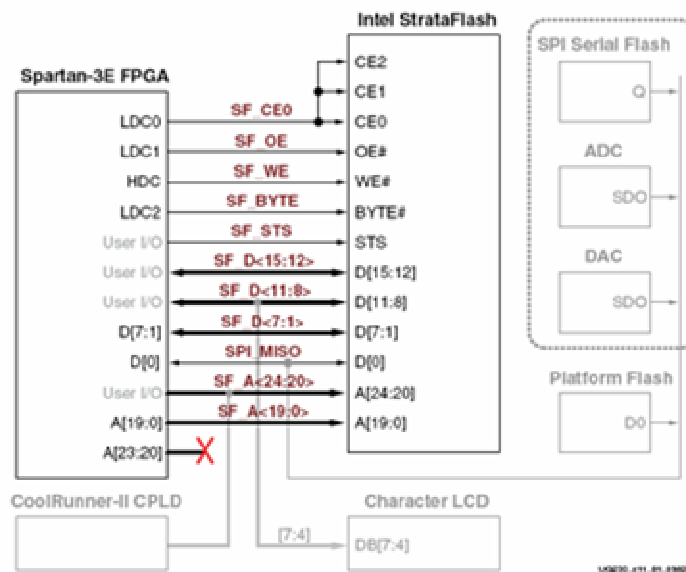 Intel StrataFlash
Spartan-3E FPGA
SPI Serial Flash
CE2
CE1
LDC0 SF_CE0 CE0
Q
LDC1 SF_OE OE#
ADC
HDC SF_WE WE#
SDO
LDC2 SF_BYTE BYTE#
User I/O SF_STS STS
DAC
User I/O SF_D<15:12> D[15:12]
User I/O SF_D<11:8> D[11:8]
SDO
D[7:1] SF_D<7:1> D[7:1]
D[0] SPI_MISO D[0]
Platform Flash
User I/O SF_A<24:20> A[24:20]
A[19:0] SF_A<19:0> A[19:0]
D0
A[23:20]
CoolRunner-II CPLD
Character LCD
[7:4]
DB[7:4]